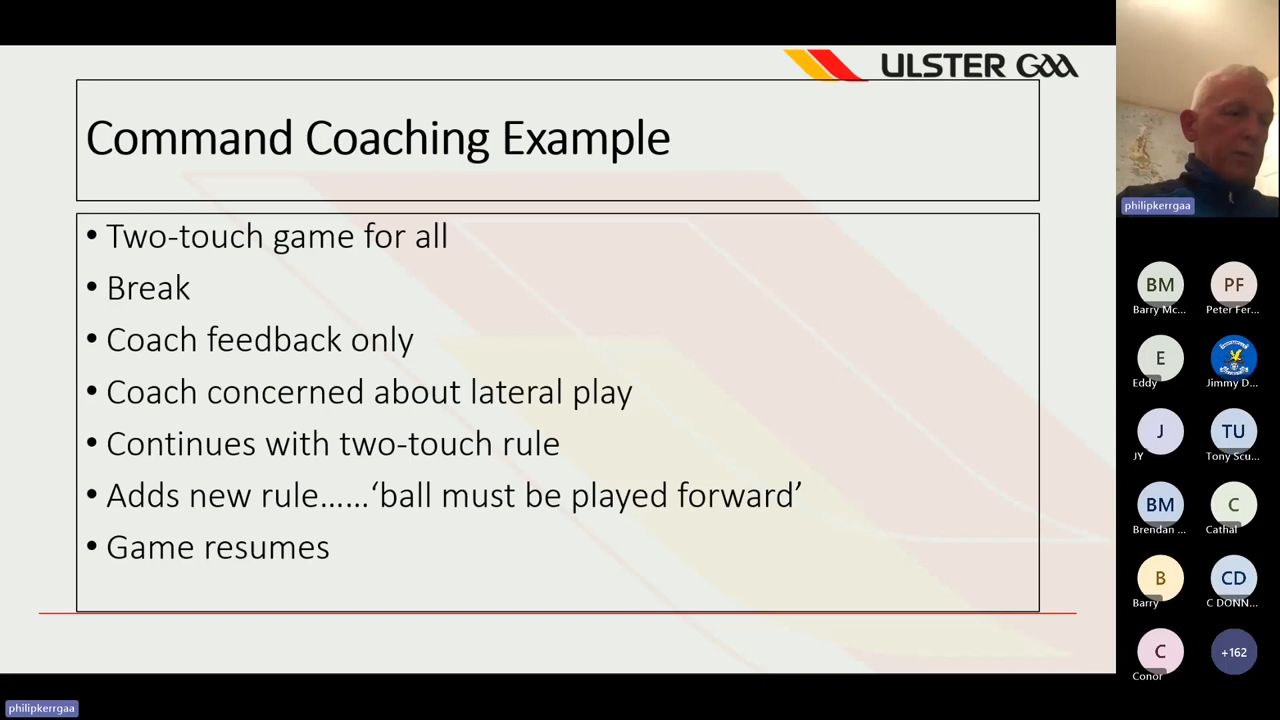 ULSTER GAA
Command Coaching Example
• Two-touch game for all
• Break
• Coach feedback only
• Coach concerned about lateral play
• Continues with two-touch rule
• Adds new rule……‘ball must be played forward’
• Game resumes
philipkerrgaa
BM
PF
Barry Mc...
Peter Fer...
E
Eddy
Jimmy D...
J
TU
JY
Tony Scu...
BM
C
Brendan ...
Cathal
B
CD
Barry
C DONN...
C
+162
Conor
philipkerrgaa